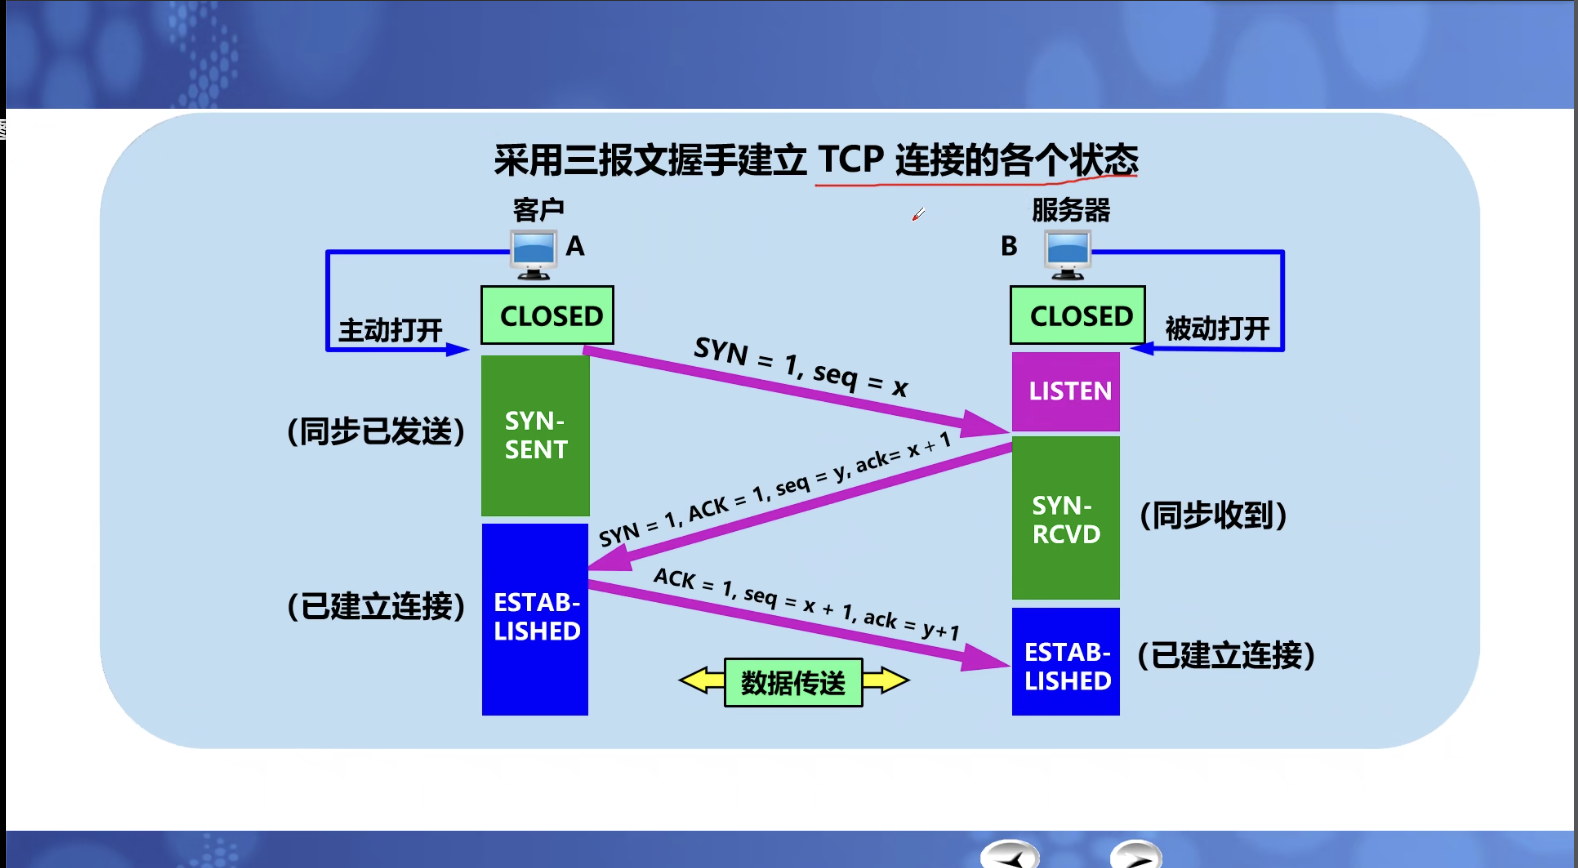 采用三报文握手建立 TCP 连接的各个状态
客户
服务器
A
B
CLOSED
CLOSED
主动打开
被动打开
SYN = 1, seq = x
LISTEN
(同步已发送)
SYN-
SENT
SYN = 1, ACK = 1, seq = y, ack= x + 1
SYN-
RCVD
(同步收到)
ACK = 1, seq = x + 1, ack = y+1
(已建立连接)
ESTAB-
LISHED
ESTAB-
LISHED
(已建立连接)
数据传送